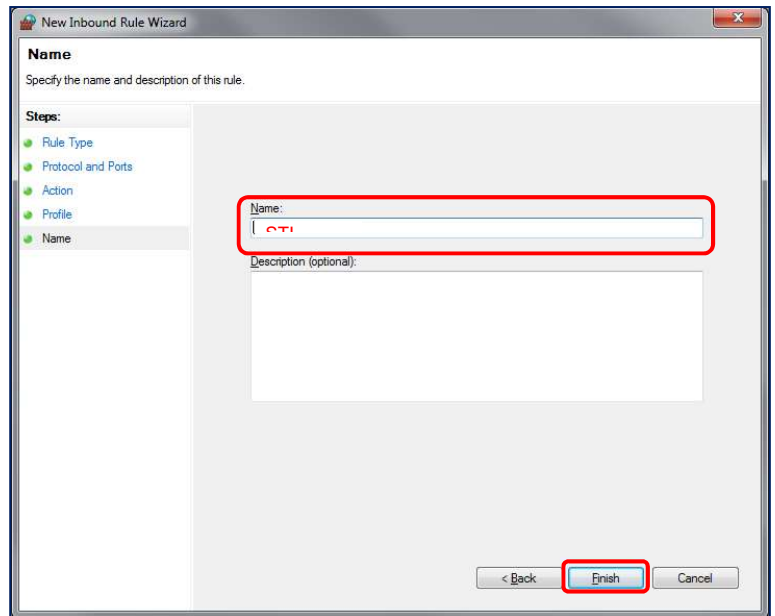 New Inbound Rule Wizard
Name
Specify the name and description of this rule.
Steps:
Rule Type
Protocol and Ports
Action
Profile
Name
Name:
Description (optional):
< Back
Finish
Cancel